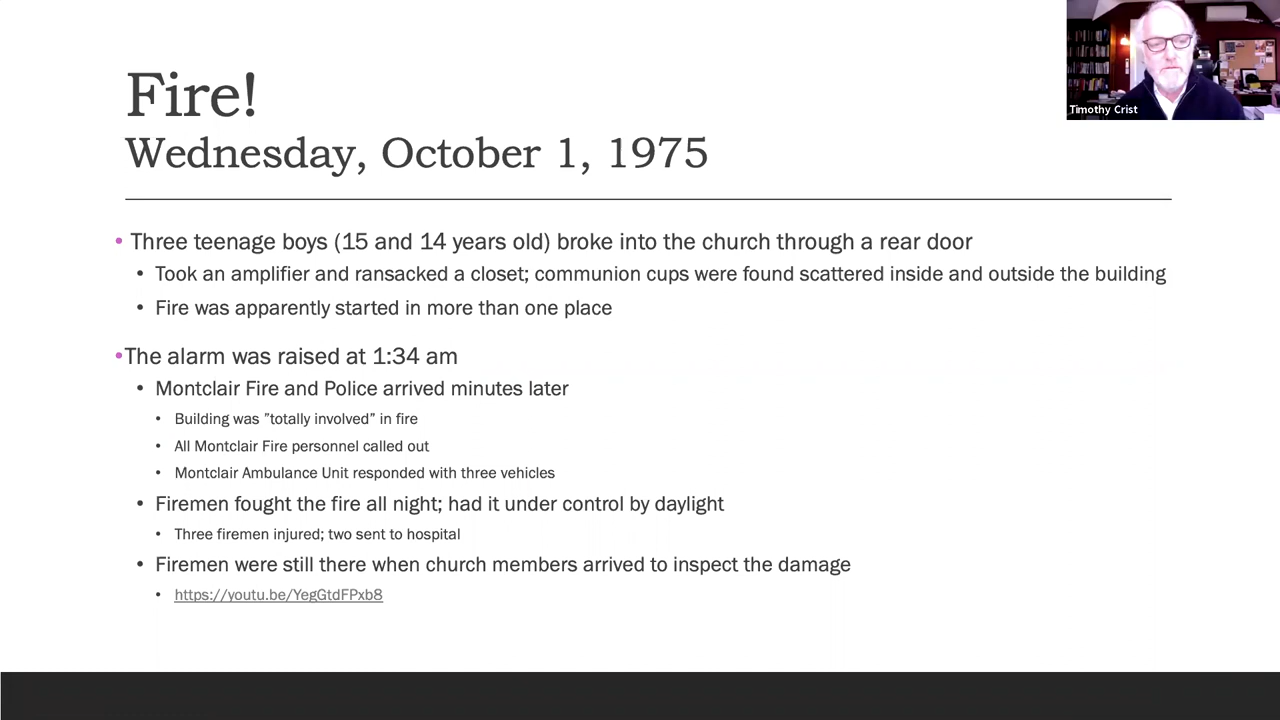 Fire!
Wednesday, October 1, 1975
• Three teenage boys (15 and 14 years old) broke into the church through a rear door
• Took an amplifier and ransacked a closet; communion cups were found scattered inside and outside the building
• Fire was apparently started in more than one place
•The alarm was raised at 1:34 am
• Montclair Fire and Police arrived minutes later
• Building was ”totally involved” in fire
• All Montclair Fire personnel called out
• Montclair Ambulance Unit responded with three vehicles
• Firemen fought the fire all night; had it under control by daylight
• Three firemen injured; two sent to hospital
• Firemen were still there when church members arrived to inspect the damage
• https://youtu.be/YegGtdFPxb8
Timothy Crist